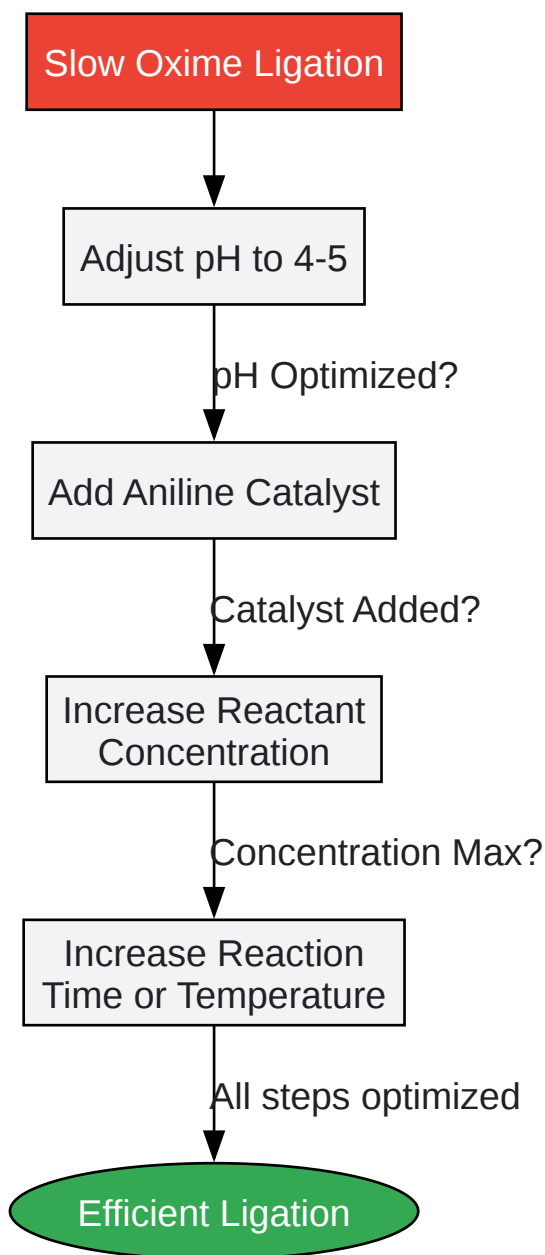 Slow Oxime Ligation
Adjust pH to 4-5
pH Optimized?
Add Aniline Catalyst
Catalyst Added?
Increase Reactant
Concentration
Concentration Max?
Increase Reaction
Time or Temperature
All steps optimized
Efficient Ligation